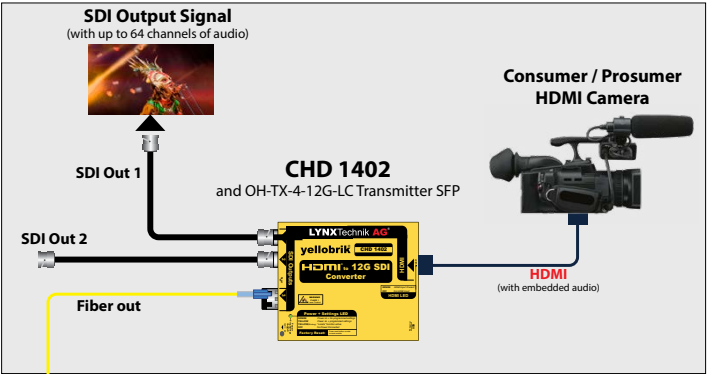 SDI Output Signal
(with up to 64 channels of audio)
Consumer / Prosumer
HDMI Camera
SDI Out 1
CHD 1402
and OH-TX-4-12G-LC Transmitter SFP
SDI Out 2
LYNXTechnik AG
yellobrik CHD 1402
HDMI to 12G SDI
Converter
SDI Outputs
HDMI
HDMI LED
HDMI
(with embedded audio)
Fiber out
Power + Settings LED
Factory Reset